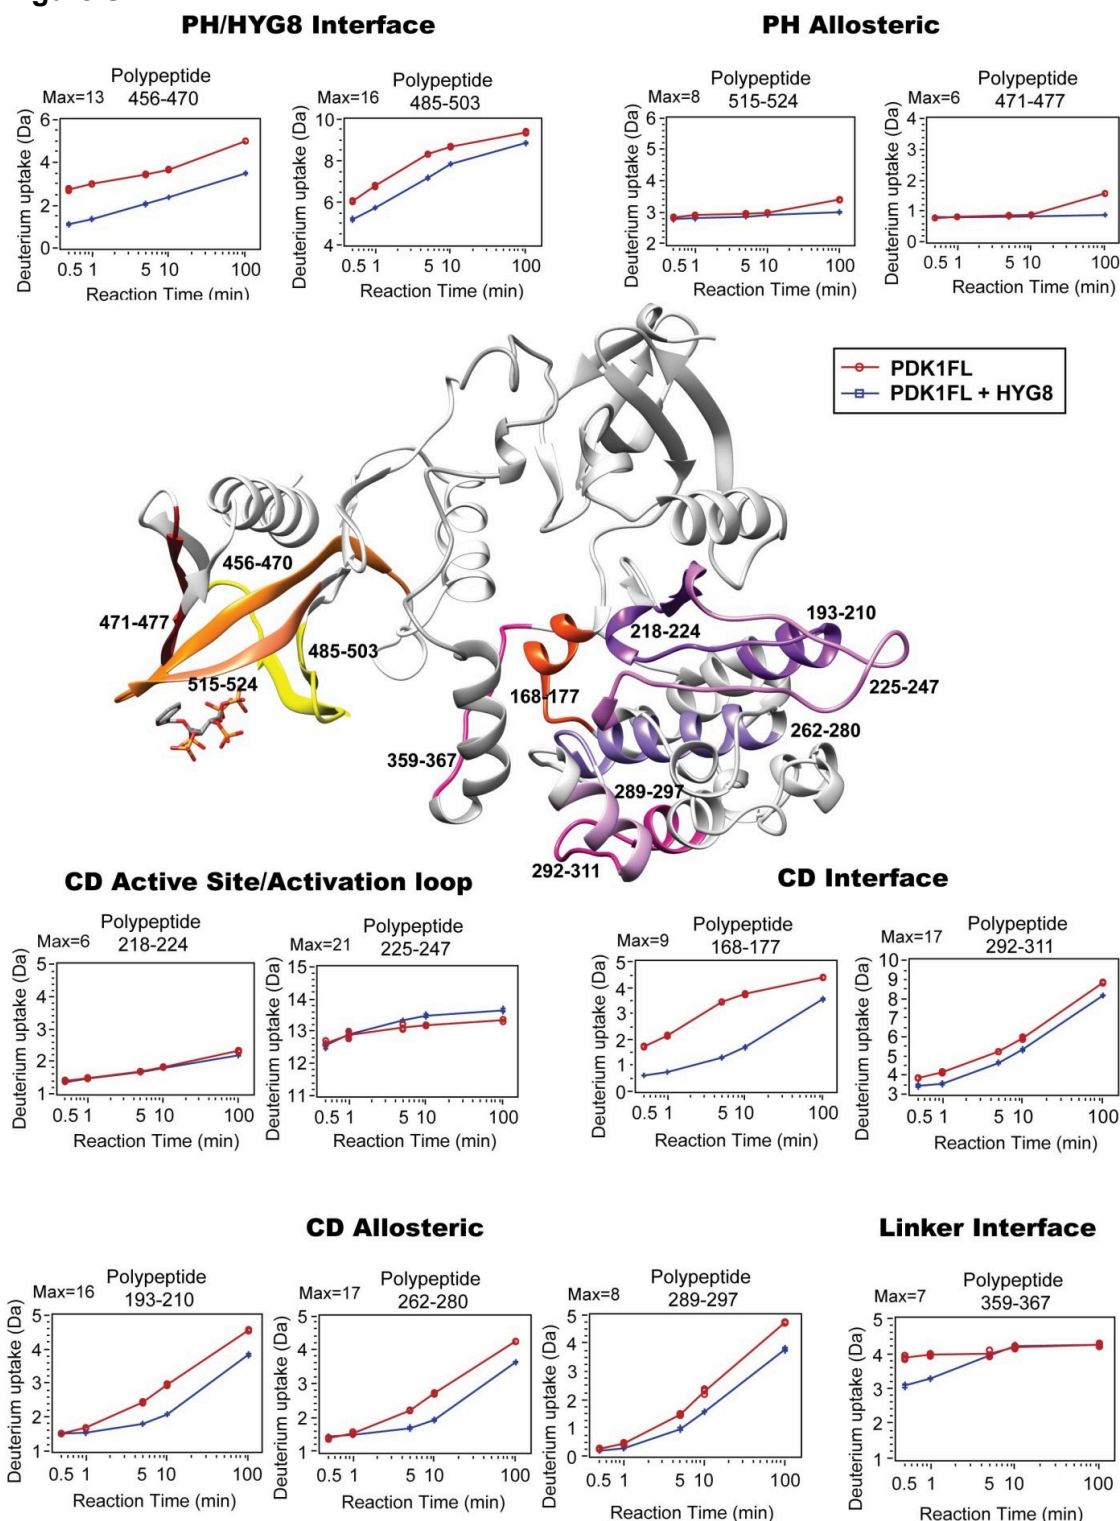 PH/HYG8 Interface
PH Allosteric
Max=13
Polypeptide
456-470
Deuterium uptake (Da)
6
4
2
0
0.5 1 5 10 100
Reaction Time (min)
Max=16
Polypeptide
485-503
Deuterium uptake (Da)
10
8
6
4
0.5 1 5 10 100
Reaction Time (min)
Max=8
Polypeptide
515-524
Deuterium uptake (Da)
6
5
4
3
2
0.5 1 5 10 100
Reaction Time (min)
Max=6
Polypeptide
471-477
Deuterium uptake (Da)
4
3
2
1
0
0.5 1 5 10 100
Reaction Time (min)
PDK1FL
PDK1FL + HYG8
456-470
471-477
485-503
515-524
193-210
218-224
225-247
168-177
262-280
359-367
289-297
292-311
CD Active Site/Activation loop
CD Interface
Max=6
Polypeptide
218-224
Deuterium uptake (Da)
5
4
3
2
1
0.5 1 5 10 100
Reaction Time (min)
Max=21
Polypeptide
225-247
Deuterium uptake (Da)
15
14
13
12
11
0.5 1 5 10 100
Reaction Time (min)
Max=9
Polypeptide
168-177
Deuterium uptake (Da)
5
4
3
2
1
0
0.5 1 5 10 100
Reaction Time (min)
Max=17
Polypeptide
292-311
Deuterium uptake (Da)
10
9
8
7
6
5
4
3
0.5 1 5 10 100
Reaction Time (min)
CD Allosteric
Linker Interface
Max=16
Polypeptide
193-210
Deuterium uptake (Da)
5
4
3
2
1
0.5 1 5 10 100
Reaction Time (min)
Max=17
Polypeptide
262-280
Deuterium uptake (Da)
5
4
3
2
1
0.5 1 5 10 100
Reaction Time (min)
Max=8
Polypeptide
289-297
Deuterium uptake (Da)
5
4
3
2
1
0
0.5 1 5 10 100
Reaction Time (min)
Max=7
Polypeptide
359-367
Deuterium uptake (Da)
5
4
3
2
1
0.5 1 5 10 100
Reaction Time (min)